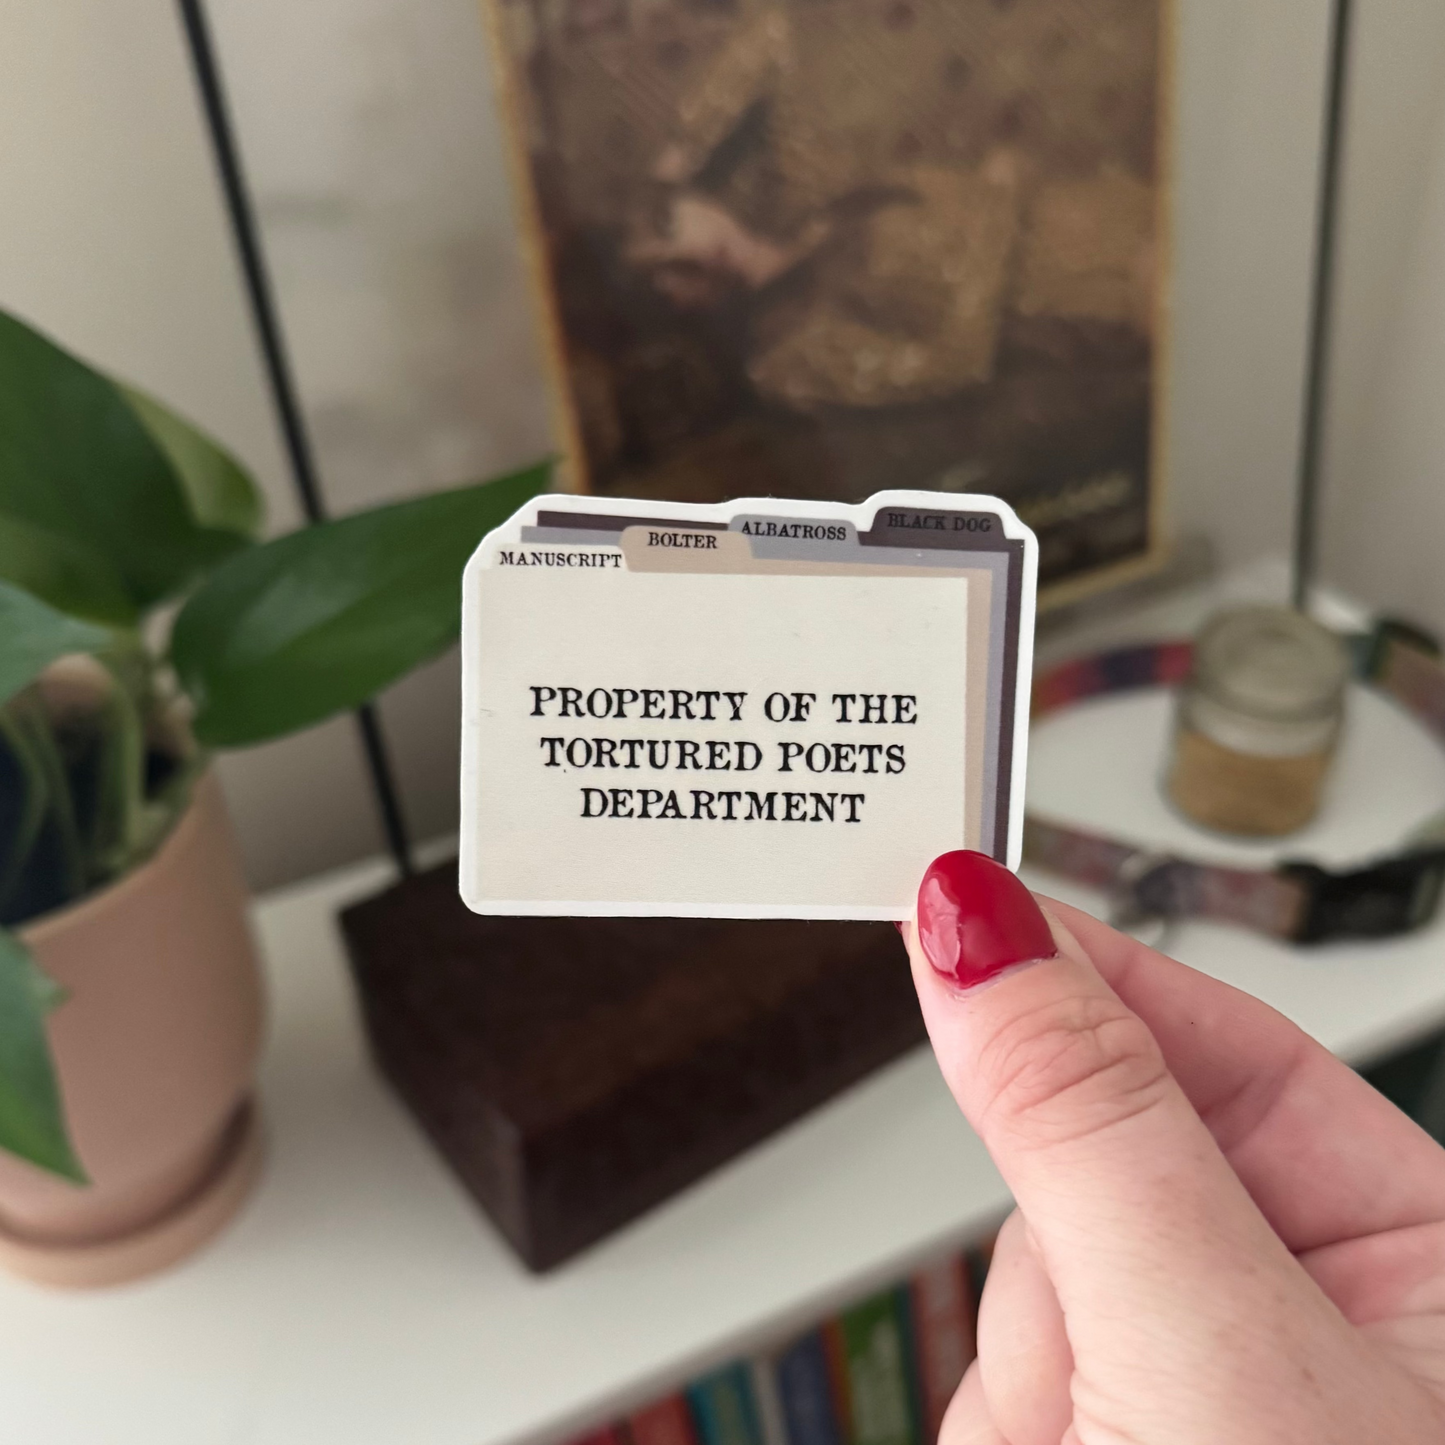 BLACK DOG
ALBATROSS
BOLTER
MANUSCRIPT
PROPERTY OF THE
TORTURED POETS
DEPARTMENT